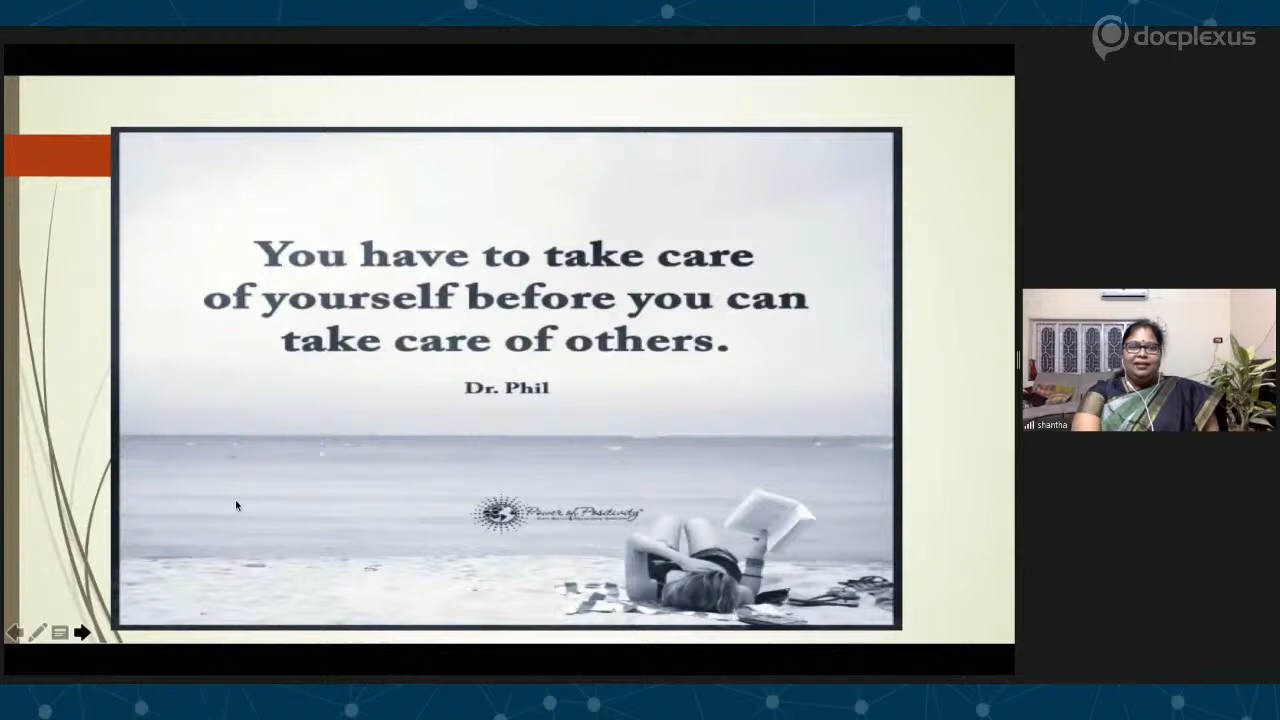 docplexus
You have to take care
of yourself before you can
take care of others.
Dr. Phil
Power of Positivity
shantha